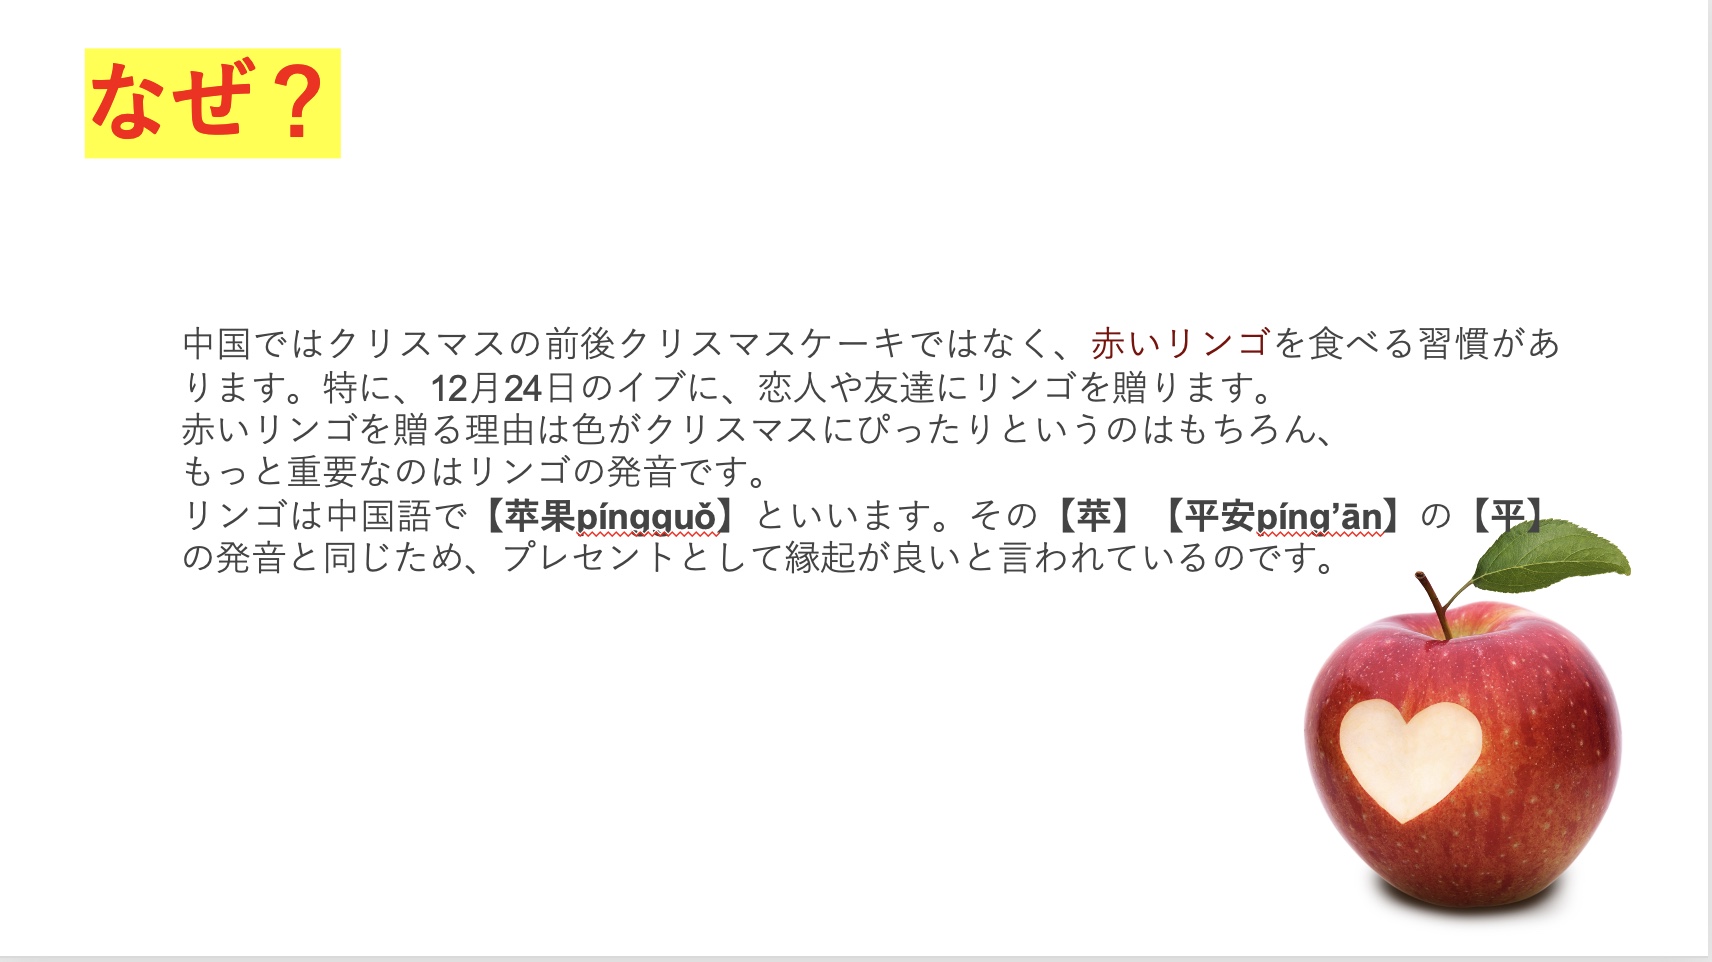 なぜ？
中国ではクリスマスの前後クリスマスケーキではなく、赤いリンゴを食べる習慣があ
ります。特に、12月24日のイブに、恋人や友達にリンゴを贈ります。
赤いリンゴを贈る理由は色がクリスマスにぴったりというのはもちろん、
もっと重要なのはリンゴの発音です。
リンゴは中国語で【苹果píngguǒ】といいます。その【苹】【平安píng’ān】の【平】
の発音と同じため、プレセントとして縁起が良いと言われているのです。